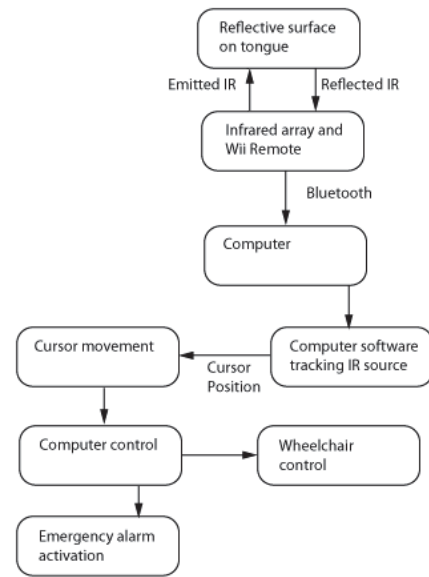 Reflective surface
on tongue
Emitted IR
Reflected IR
Infrared array and
Wii Remote
Bluetooth
Computer
Computer software
tracking IR source
Cursor
Position
Cursor movement
Computer control
Wheelchair
control
Emergency alarm
activation